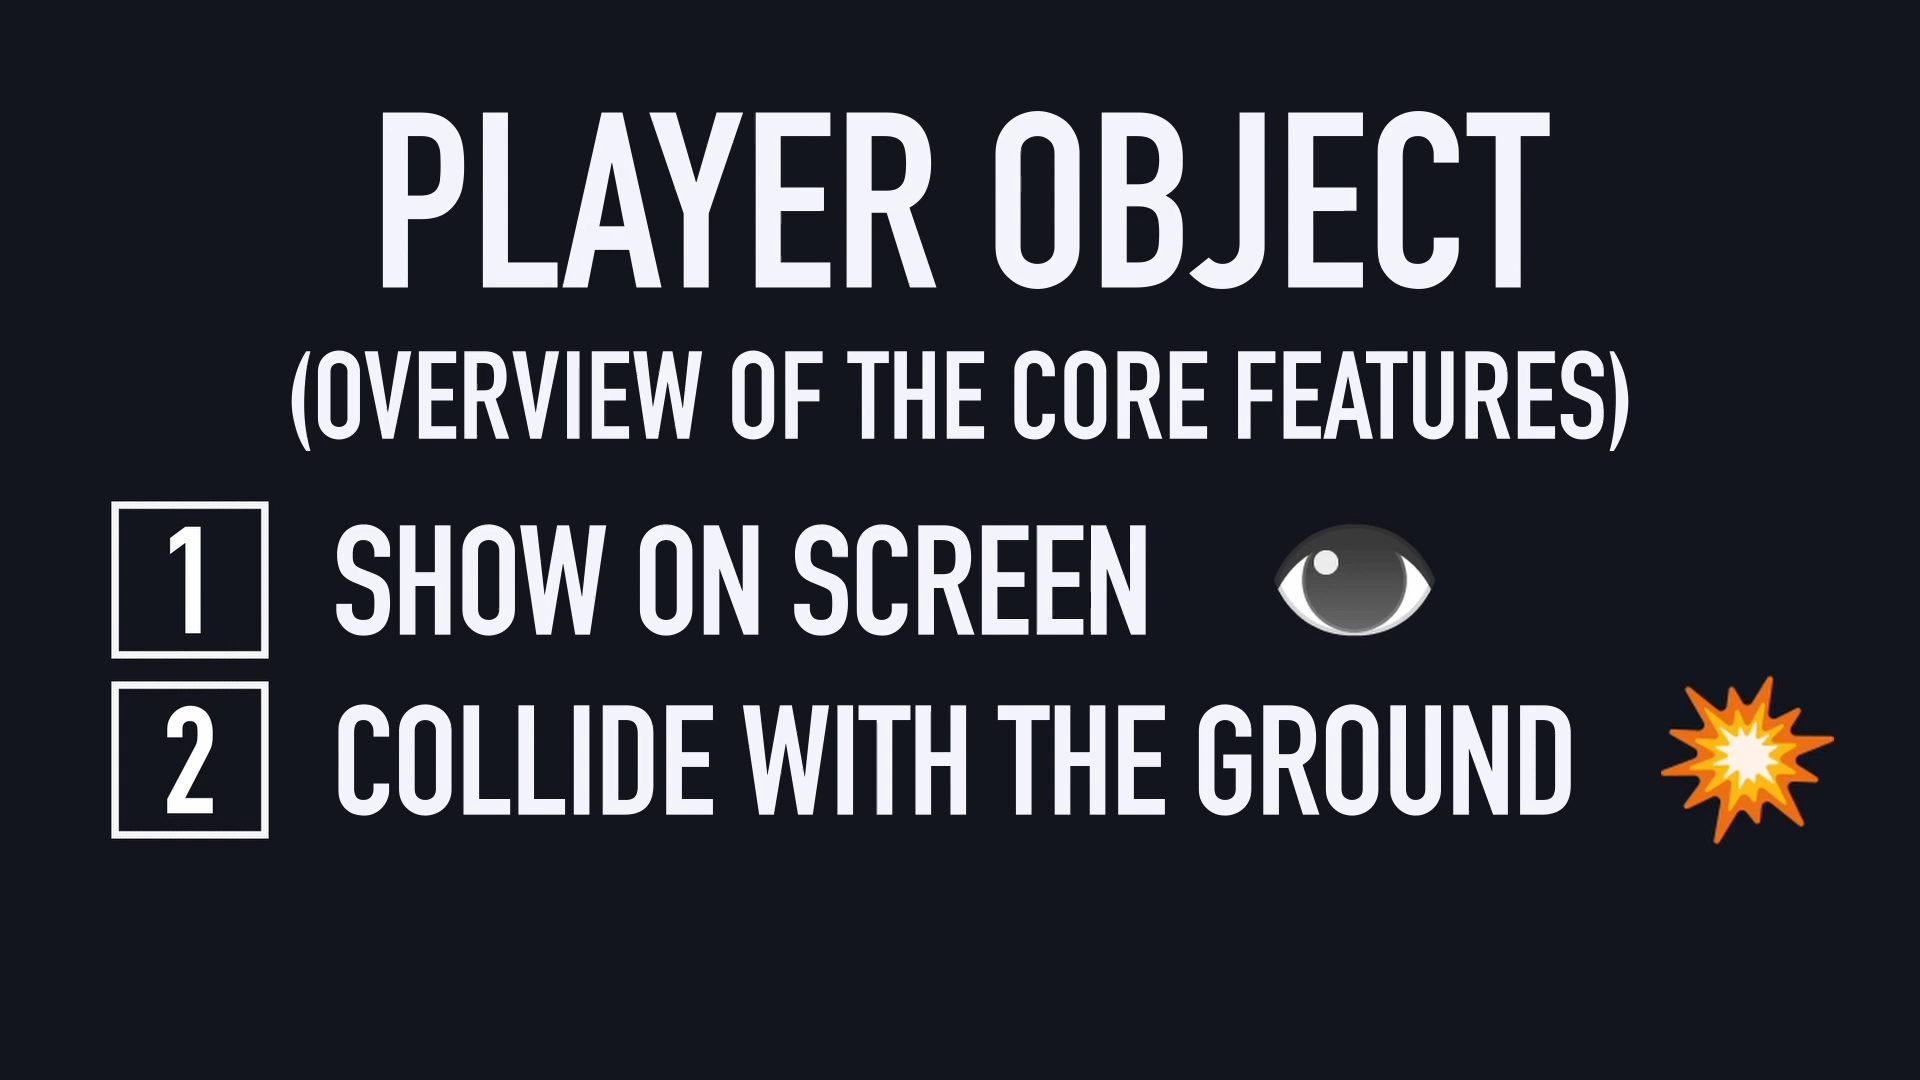 PLAYER OBJECT
(OVERVIEW OF THE CORE FEATURES)
1 SHOW ON SCREEN
2 COLLIDE WITH THE GROUND